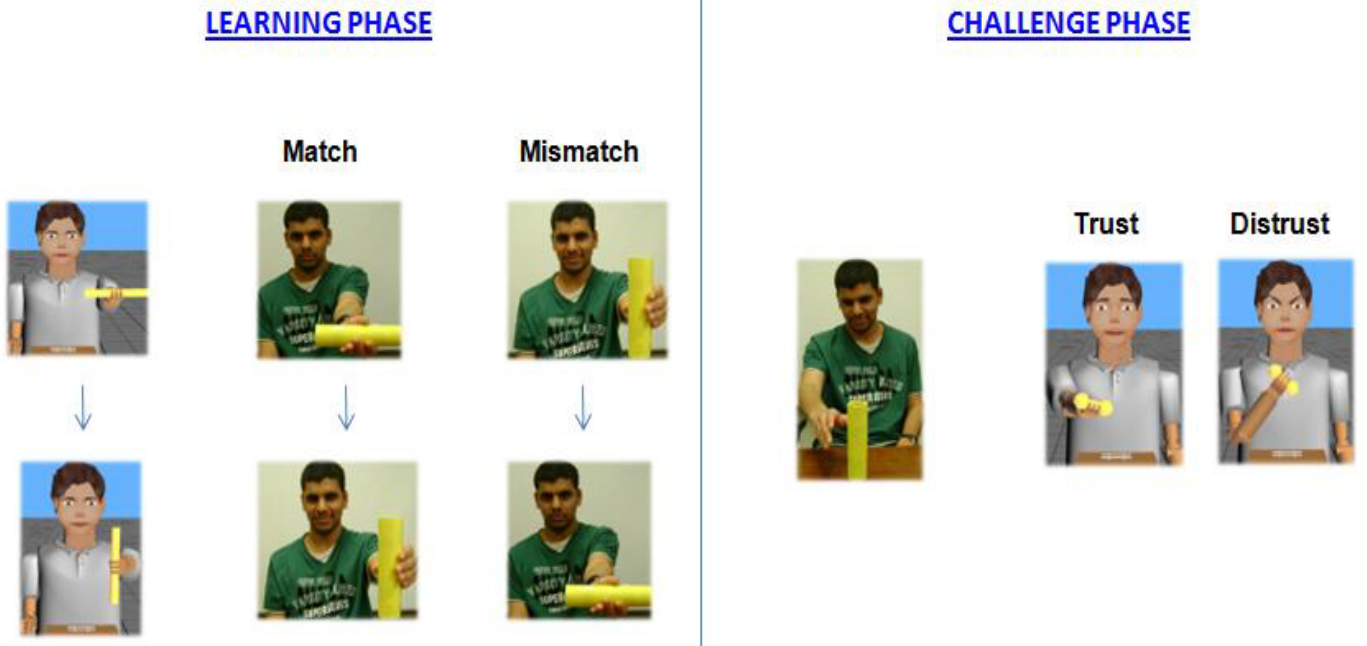 LEARNING PHASE
CHALLENGE PHASE
Match
Mismatch
Trust
Distrust